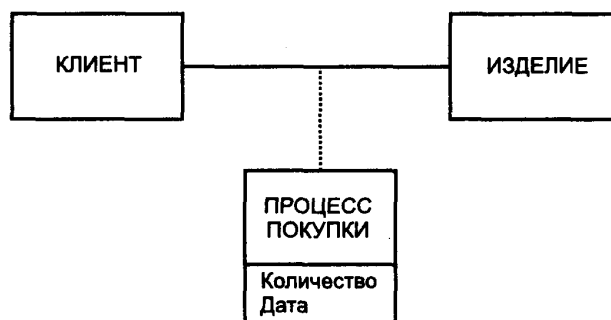 КЛИЕНТ
ИЗДЕЛИЕ
ПРОЦЕСС
ПОКУПКИ
Количество
Дата